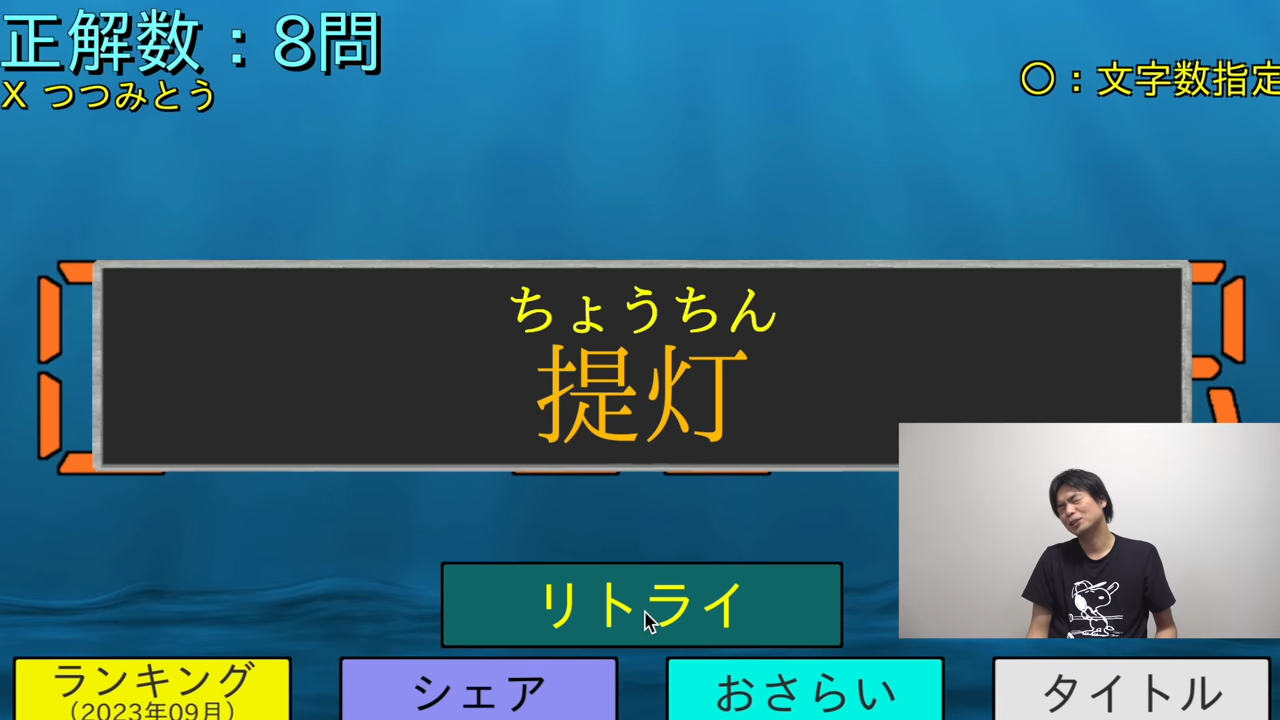 正解数：8問
X つつみとう
〇：文字数指定
ちょうちん
提灯
リトライ
ランキング
（2023年09月）
シェア
おさらい
タイトル